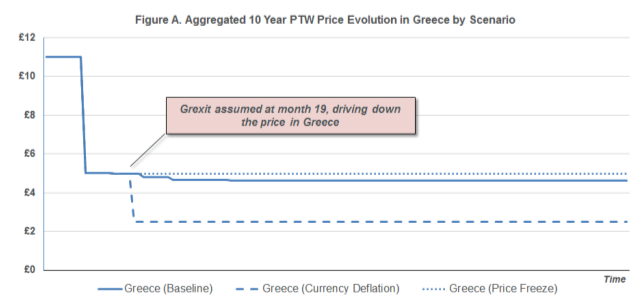 Figure A. Aggregated 10 Year PTW Price Evolution in Greece by Scenario
£12
£10
£8
£6
£4
£2
£0
Grexit assumed at month 19, driving down
the price in Greece
Time
Greece (Baseline) Greece (Currency Deflation) Greece (Price Freeze)